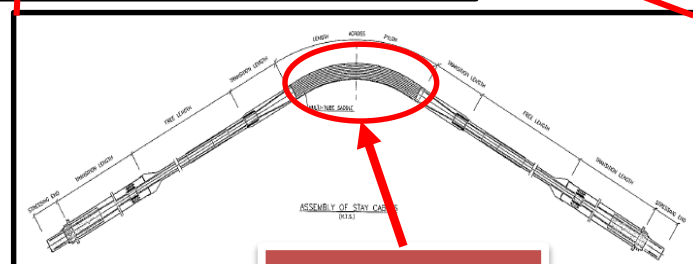 LENGTH ACROSS PYLON
TRANSITION LENGTH
TRANSITION LENGTH
FREE LENGTH
FREE LENGTH
MULTI-TUBE SADDLE
TRANSITION LENGTH
TRANSITION LENGTH
STRESSING END
STRESSING END
ASSEMBLY OF STAY
(H.T.S.)